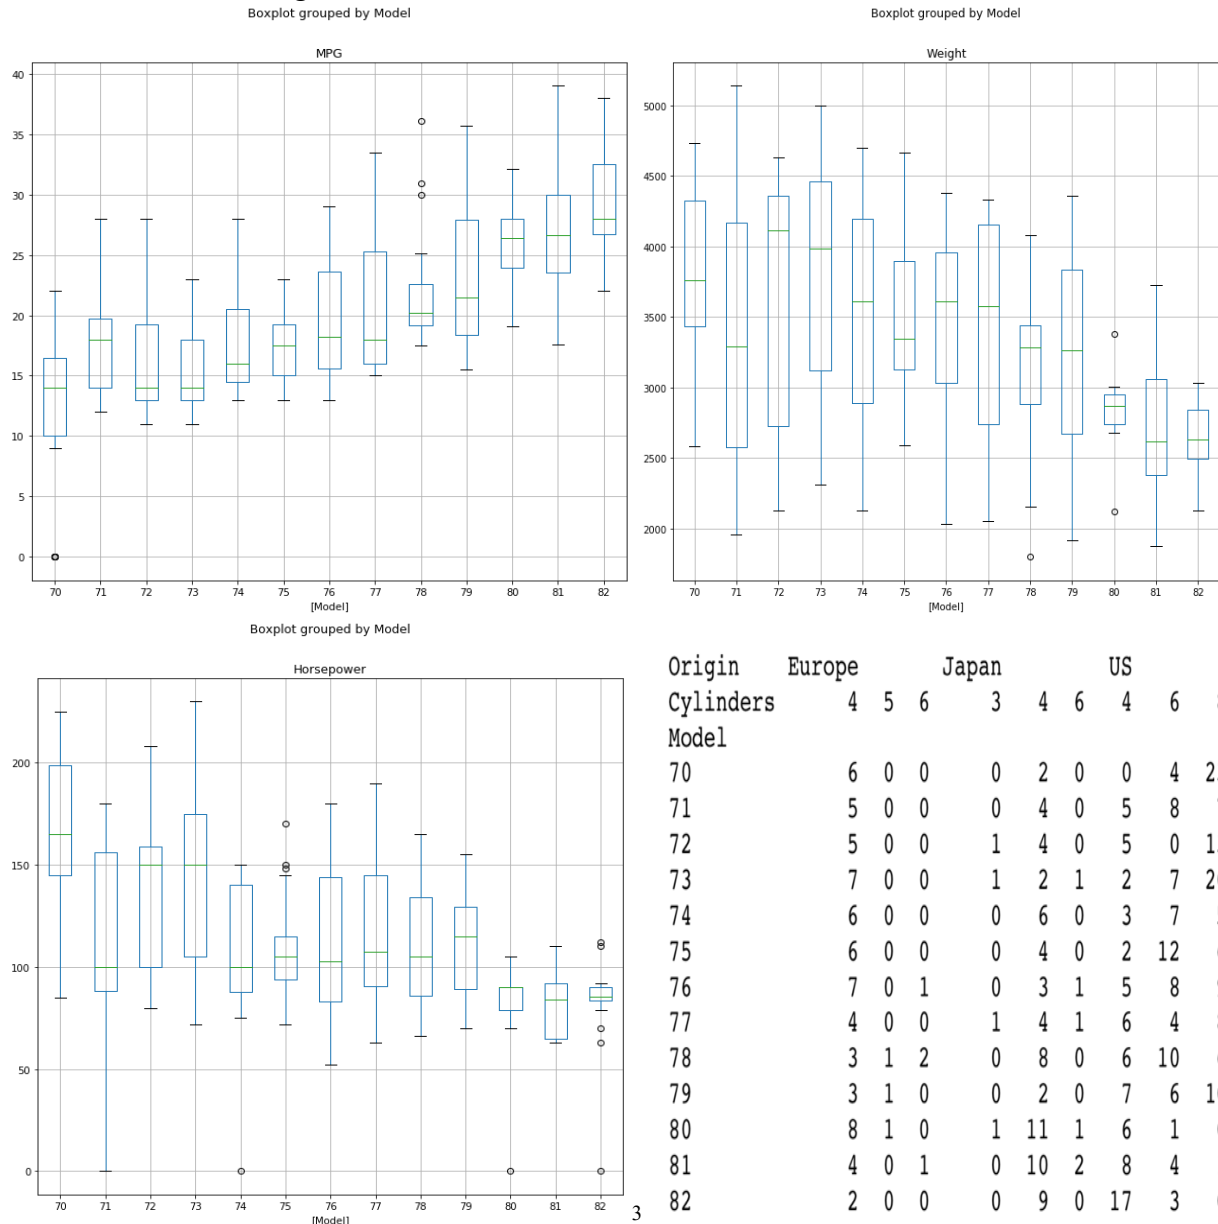 Boxplot grouped by Model
MPG
40
35
30
25
20
15
10
5
0
70 71 72 73 74 75 76 77 78 79 80 81 82
[Model]
Boxplot grouped by Model
Weight
5000
4500
4000
3500
3000
2500
2000
70 71 72 73 74 75 76 77 78 79 80 81 82
[Model]
Boxplot grouped by Model
Horsepower
200
150
100
50
0
70 71 72 73 74 75 76 77 78 79 80 81 82
[Model]
Origin Europe Japan US
Cylinders 4 5 6 3 4 6 4 6
Model
70 6 0 0 0 2 0 0 4
71 5 0 0 0 4 0 5 8
72 5 0 0 1 4 0 5 0
73 7 0 0 1 2 1 2 7
74 6 0 0 0 6 0 3 7
75 6 0 0 0 4 0 2 12
76 7 0 1 0 3 1 5 8
77 4 0 0 1 4 1 6 4
78 3 1 2 0 8 0 6 10
79 3 1 0 0 2 0 7 6
80 8 1 0 1 11 1 6 1
81 4 0 1 0 10 2 8 4
82 2 0 0 0 9 0 17 3
3